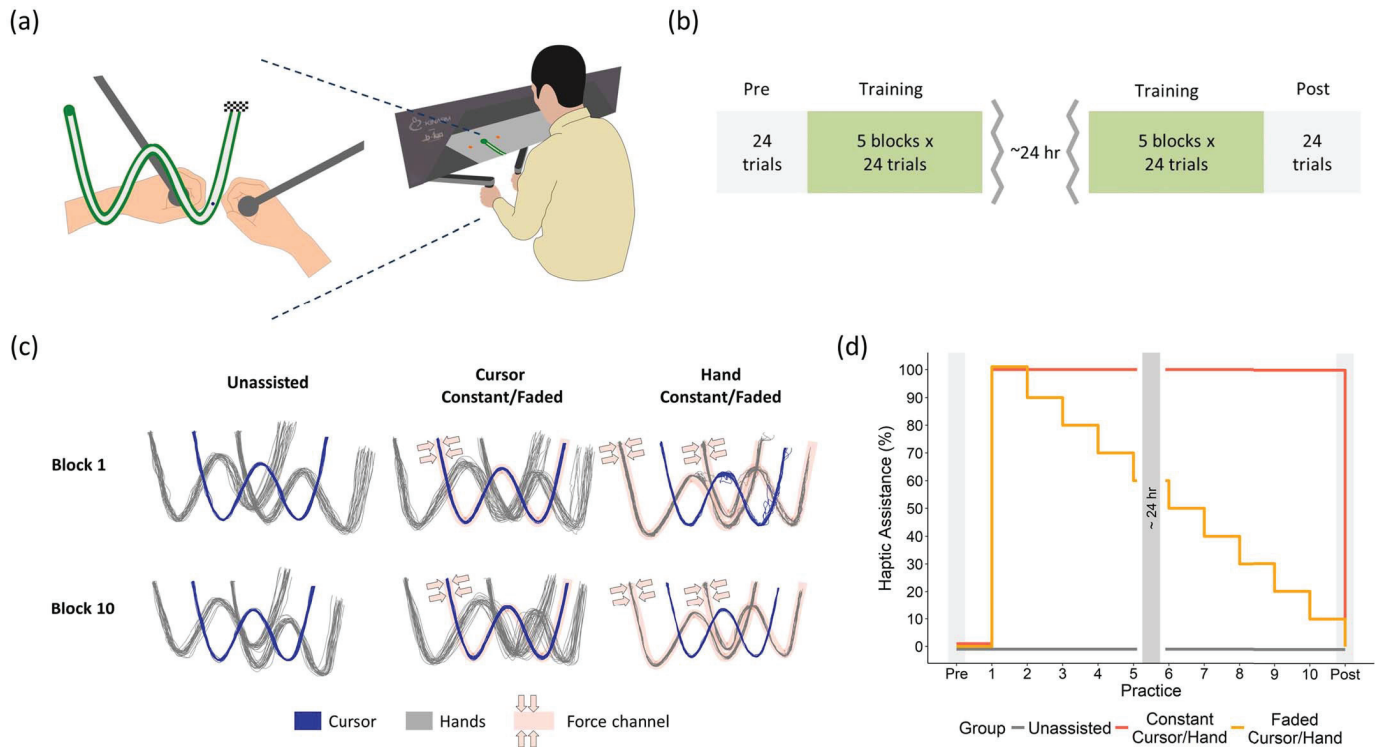 (a)
(b)
Pre
Training
Training
Post
24
trials
5 blocks x
24 trials
~24 hr
5 blocks x
24 trials
24
trials
(c)
Unassisted
Cursor
Constant/Faded
Hand
Constant/Faded
Block 1
Block 10
Cursor
Hands
Force channel
(d)
Haptic Assistance (%)
100
90
80
70
60
50
40
30
20
10
0
~ 24 hr
Pre 1 2 3 4 5 6 7 8 9 10 Post
Practice
Group
Unassisted
Constant
Cursor/Hand
Faded
Cursor/Hand